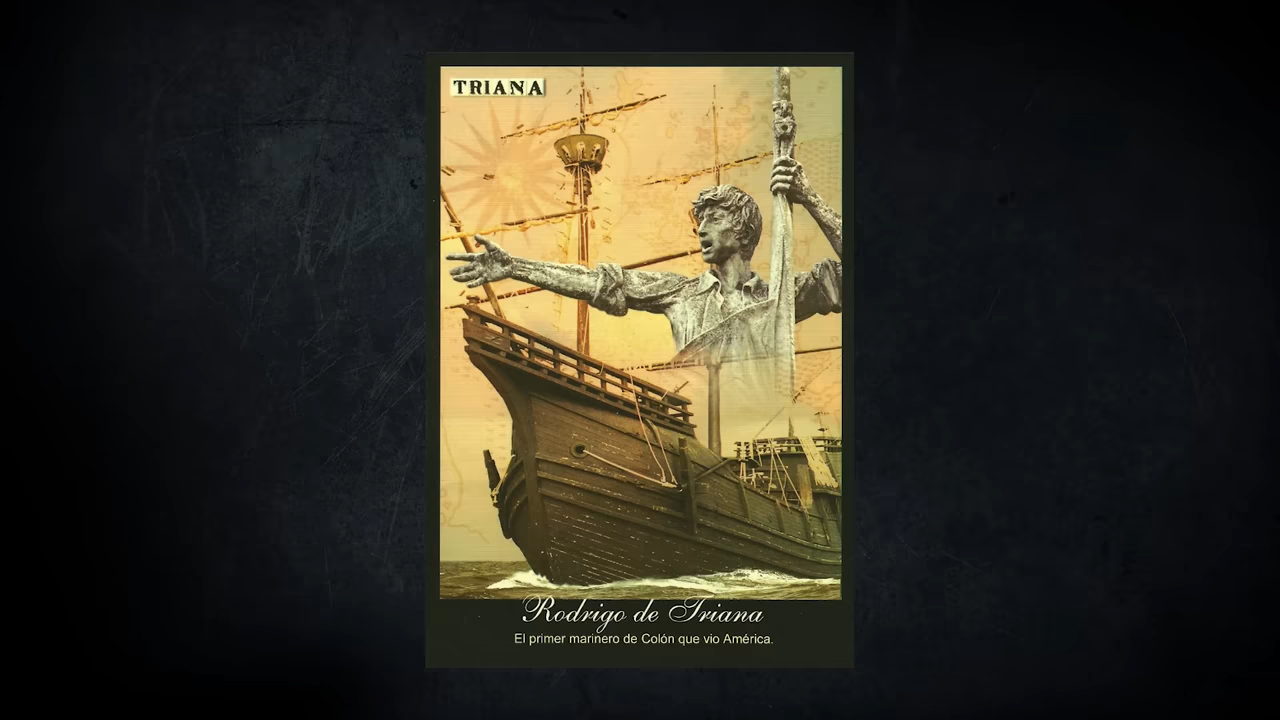 TRIANA
Rodrigo de Triana
El primer marinero de Colón que vio América.